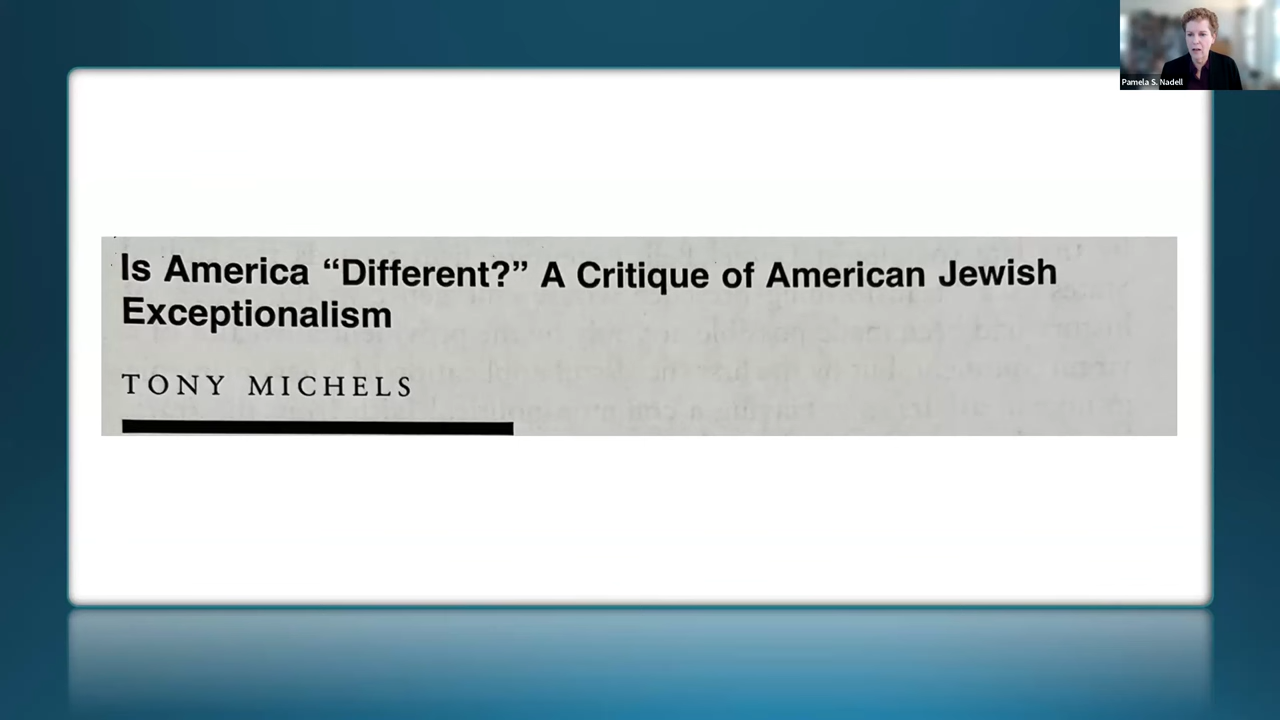 Pamela S. Nadell
Is America “Different?” A Critique of American Jewish
Exceptionalism
TONY MICHELS